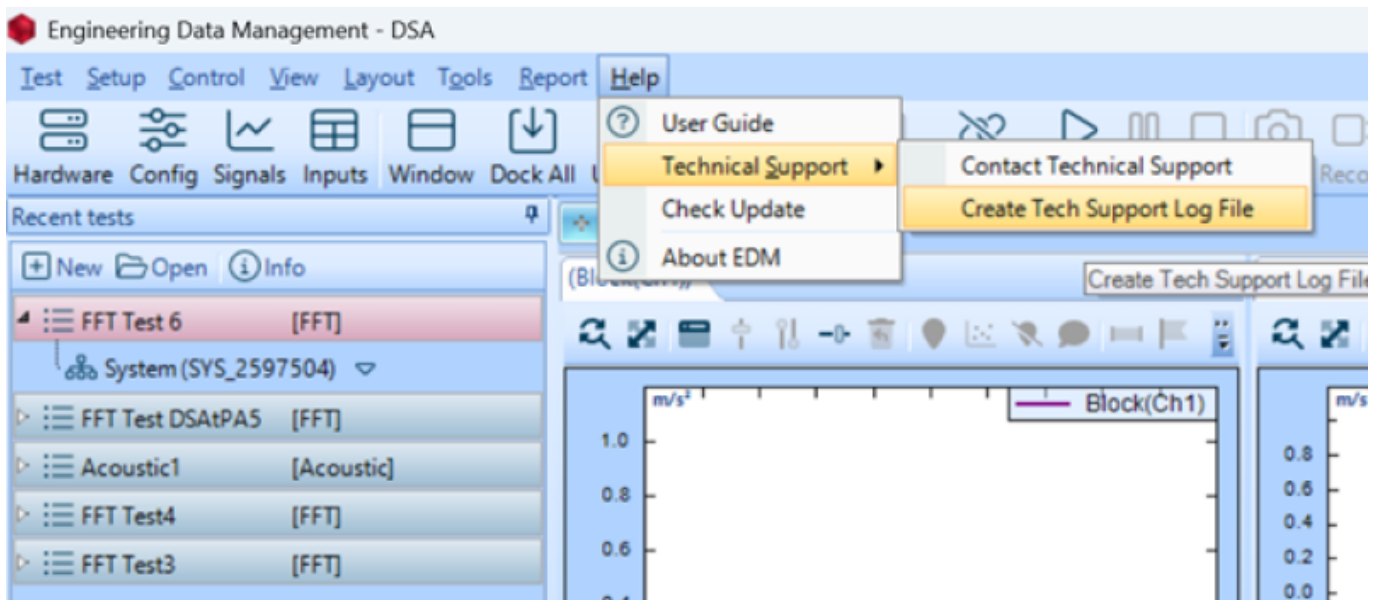 Engineering Data Management - DSA
Test Setup Control View Layout Tools Report Help
Hardware Config Signals Inputs Window Dock All
User Guide
Technical Support
Check Update
About EDM
Contact Technical Support
Create Tech Support Log File
Create Tech Support Log File
Recent tests
New Open Info
FFT Test 6 [FFT]
System (SYS_2597504)
FFT Test DSAtPA5 [FFT]
Acoustic1 [Acoustic]
FFT Test4 [FFT]
FFT Test3 [FFT]
m/s²
Block(Ch1)
1.0
0.8
0.6
0.8
0.6
0.4
0.2
0.0